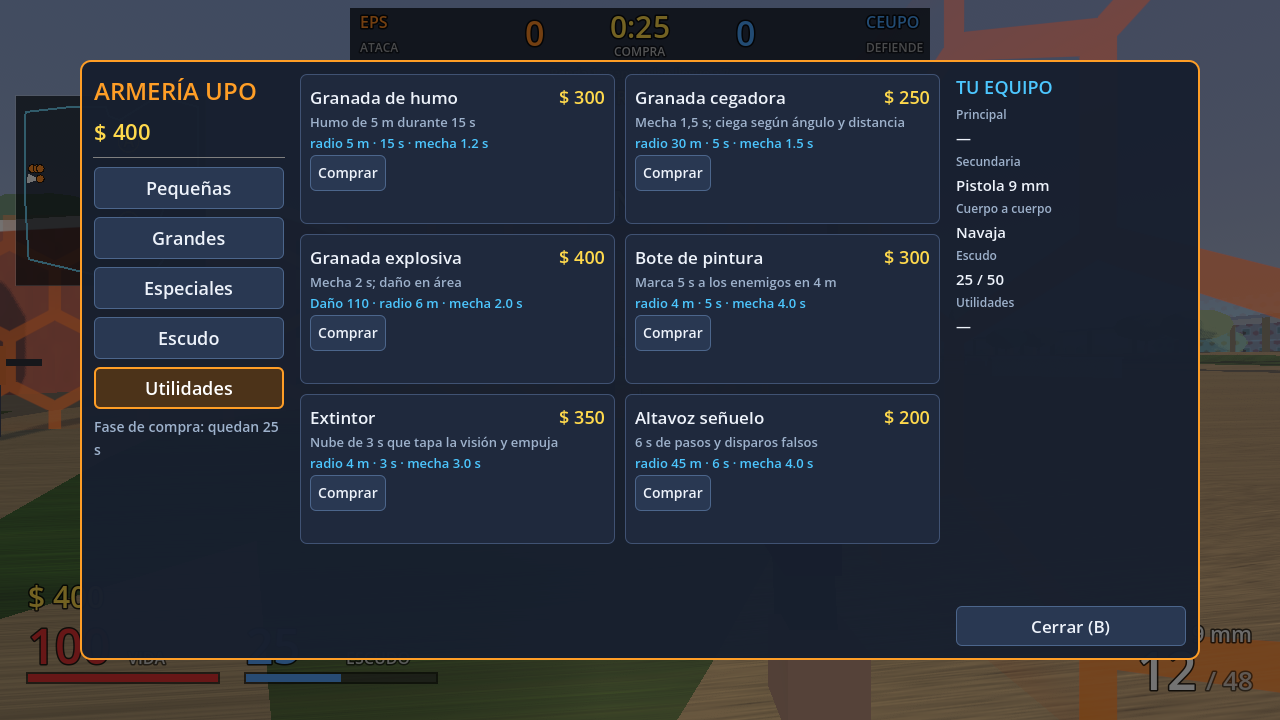 EPS
ATACA
0
0:25
COMPRA
0
CEUPO
DEFIENDE
ARMERÍA UPO
$ 400
Pequeñas
Grandes
Especiales
Escudo
Utilidades
Fase de compra: quedan 25
s
Granada de humo
$ 300
Humo de 5 m durante 15 s
radio 5 m · 15 s · mecha 1.2 s
Comprar
Granada cegadora
$ 250
Mecha 1,5 s; ciega según ángulo y distancia
radio 30 m · 5 s · mecha 1.5 s
Comprar
Granada explosiva
$ 400
Mecha 2 s; daño en área
Daño 110 · radio 6 m · mecha 2.0 s
Comprar
Bote de pintura
$ 300
Marca 5 s a los enemigos en 4 m
radio 4 m · 5 s · mecha 4.0 s
Comprar
Extintor
$ 350
Nube de 3 s que tapa la visión y empuja
radio 4 m · 3 s · mecha 3.0 s
Comprar
Altavoz señuelo
$ 200
6 s de pasos y disparos falsos
radio 45 m · 6 s · mecha 4.0 s
Comprar
TU EQUIPO
Principal
—
Secundaria
Pistola 9 mm
Cuerpo a cuerpo
Navaja
Escudo
25 / 50
Utilidades
—
Cerrar (B)
$ 40
100
VIDA
25
ESCUDO
9 mm
12 / 48